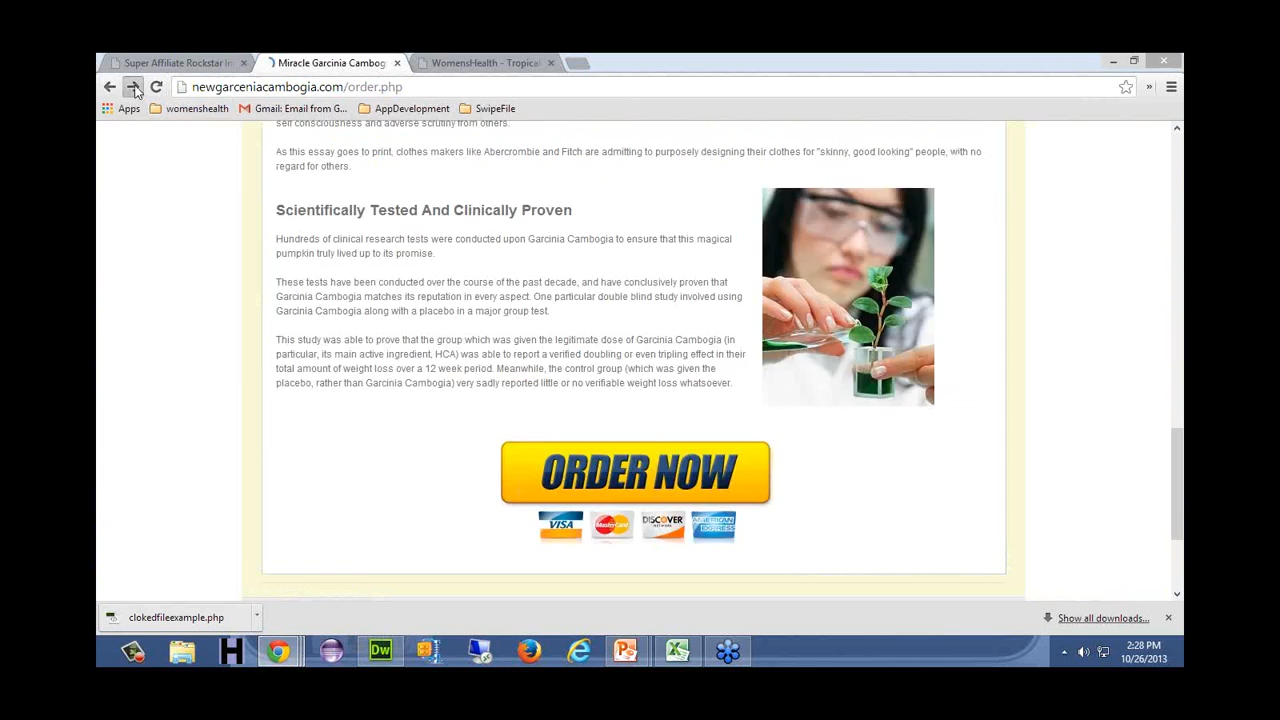 Super Affiliate Rockstar In
Miracle Garcinia Cambog
WomensHealth - Tropical
newgarceniacambogia.com/order.php
Apps
womenshealth
Gmail: Email from G...
AppDevelopment
SwipeFile
self consciousness and adverse scrutiny from others.
As this essay goes to print, clothes makers like Abercrombie and Fitch are admitting to purposely designing their clothes for "skinny, good looking" people, with no
regard for others.
Scientifically Tested And Clinically Proven
Hundreds of clinical research tests were conducted upon Garcinia Cambogia to ensure that this magical
pumpkin truly lived up to its promise.
These tests have been conducted over the course of the past decade, and have conclusively proven that
Garcinia Cambogia matches its reputation in every aspect. One particular double blind study involved using
Garcinia Cambogia along with a placebo in a major group test.
This study was able to prove that the group which was given the legitimate dose of Garcinia Cambogia (in
particular, its main active ingredient, HCA) was able to report a verified doubling or even tripling effect in their
total amount of weight loss over a 12 week period. Meanwhile, the control group (which was given the
placebo, rather than Garcinia Cambogia) very sadly reported little or no verifiable weight loss whatsoever.
ORDER NOW
VISA
MasterCard
DISCOVER
NETWORK
AMERICAN
EXPRESS
clokedfileexample.php
Show all downloads...
H
Dw
2:28 PM
10/26/2013